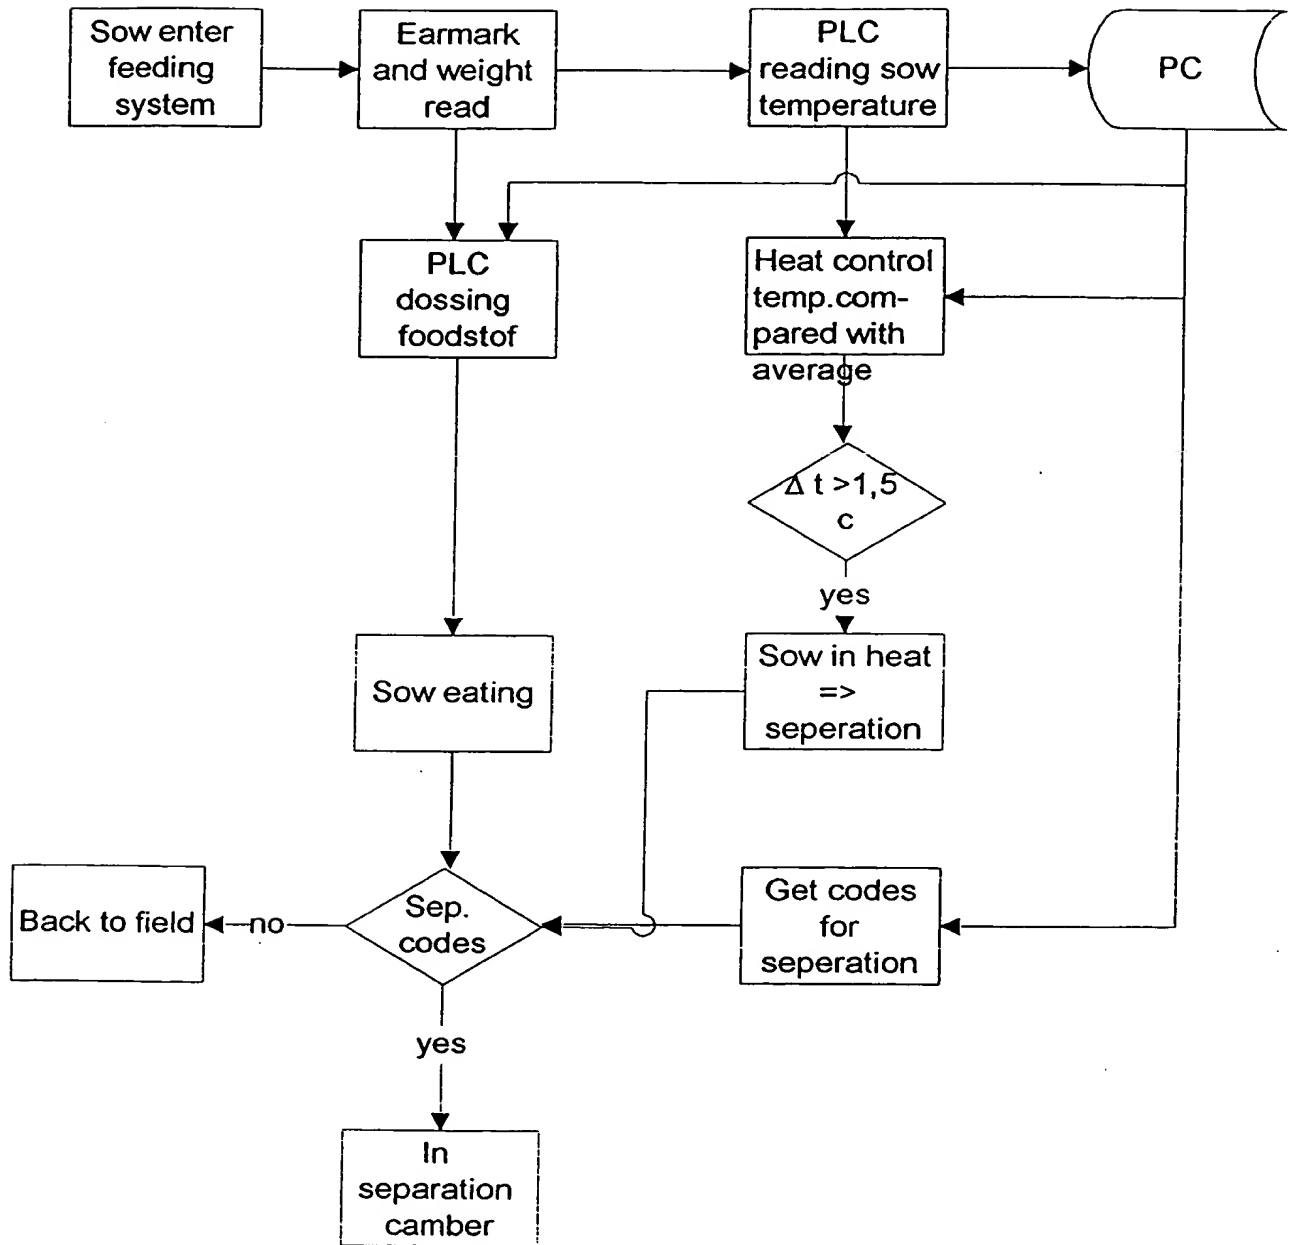 Sow enter
feeding
system
Earmark
and weight
read
PLC
reading sow
temperature
PC
PLC
dossing
foodstof
Heat control
temp.com-
pared with
average
Δ t >1,5
c
yes
Sow eating
Sow in heat
=>
seperation
Back to field
no
Sep.
codes
Get codes
for
seperation
yes
In
separation
camber